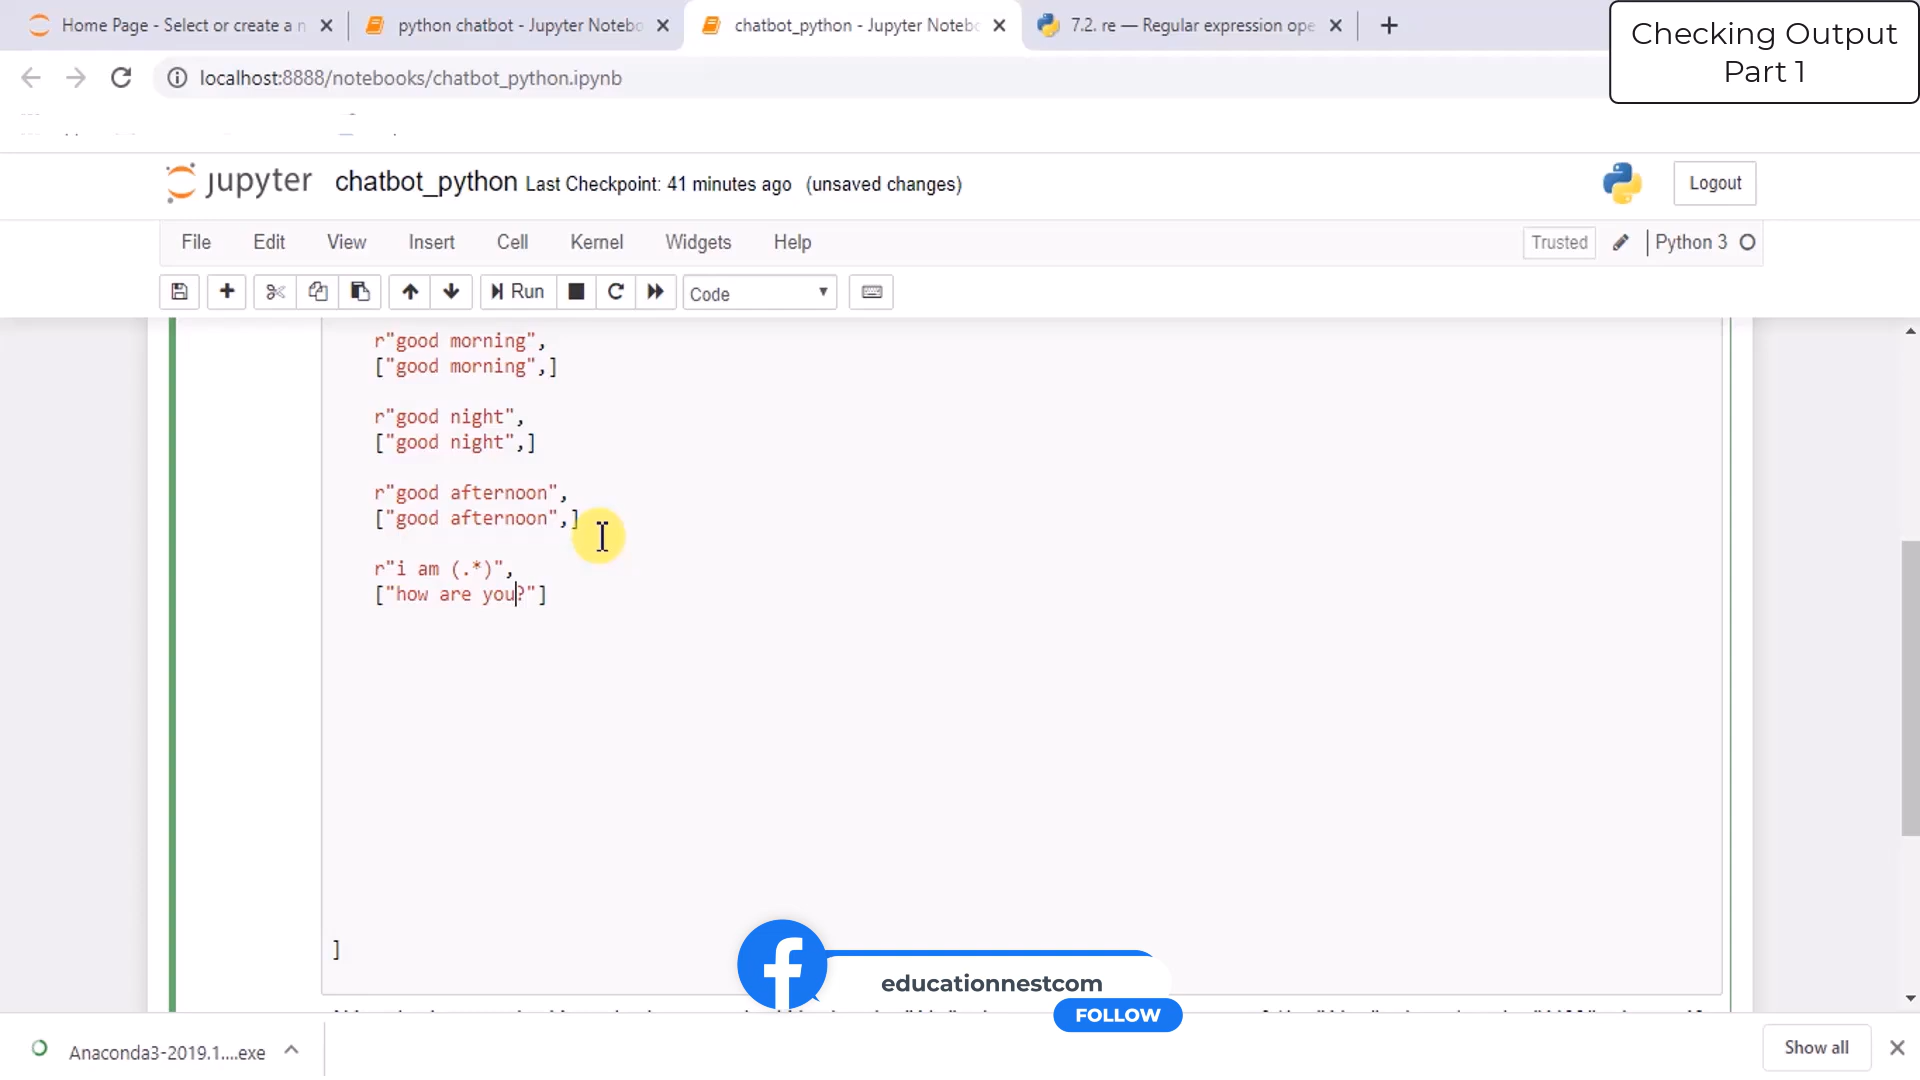 Home Page - Select or create a n
python chatbot - Jupyter Notebo
chatbot_python - Jupyter Notebo
7.2. re — Regular expression ope
Checking Output
Part 1
localhost:8888/notebooks/chatbot_python.ipynb
jupyter chatbot_python Last Checkpoint: 41 minutes ago (unsaved changes)
Logout
File Edit View Insert Cell Kernel Widgets Help
Trusted Python 3
Run Code
r"good morning",
["good morning",]
r"good night",
["good night",]
r"good afternoon",
["good afternoon",]
r"i am (.*)",
["how are you?"]
]
educationnestcom
FOLLOW
Anaconda3-2019.1....exe
Show all